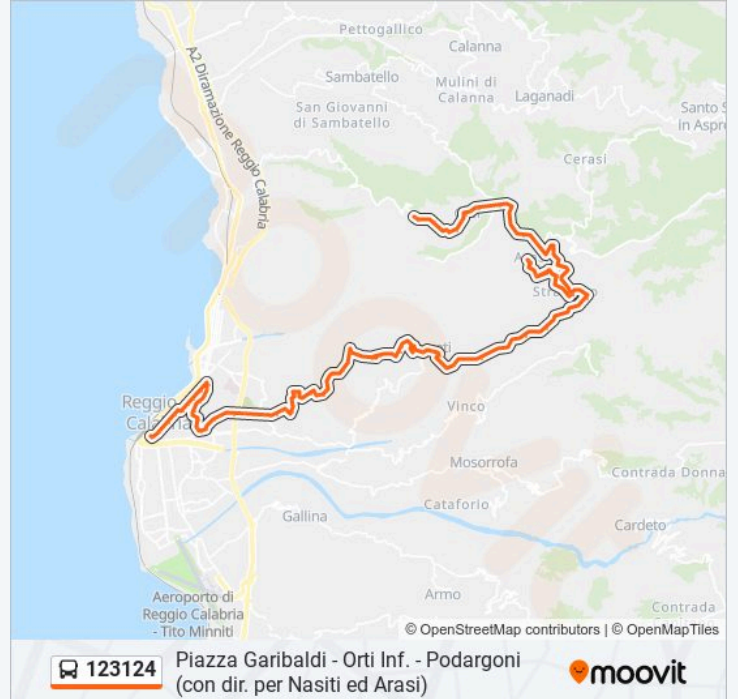 Pettogallico
Calanna
Sambatello
Mulini di
Calanna
Laganadi
San Giovanni
di Sambatello
Santo S
in Aspro
A2 Diramazione Reggio Calabria
Cerasi
Reggio
Calabria
Vinco
Mosorrofa
Contrada Donna
Cataforio
Gallina
Cardeto
Armo
Aeroporto di
Reggio Calabria
- Tito Minniti
Contrada
© OpenStreetMap contributors | © OpenMapTiles
123124
Piazza Garibaldi - Orti Inf. - Podargoni
(con dir. per Nasiti ed Arasi)
moovit